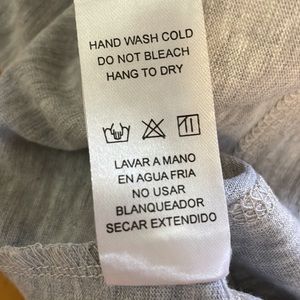 HAND WASH COLD
DO NOT BLEACH
HANG TO DRY
LAVAR A MANO
EN AGUA FRIA
NO USAR
BLANQUEADOR
SECAR EXTENDIDO